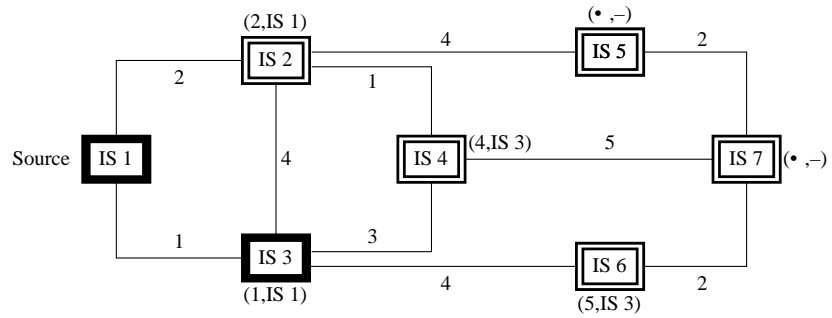 (2,IS 1)
(• ,–)
IS 2
4
IS 5
2
2
1
Source
IS 1
4
IS 4
(4,IS 3)
5
IS 7
(• ,–)
1
3
IS 3
4
IS 6
2
(1,IS 1)
(5,IS 3)